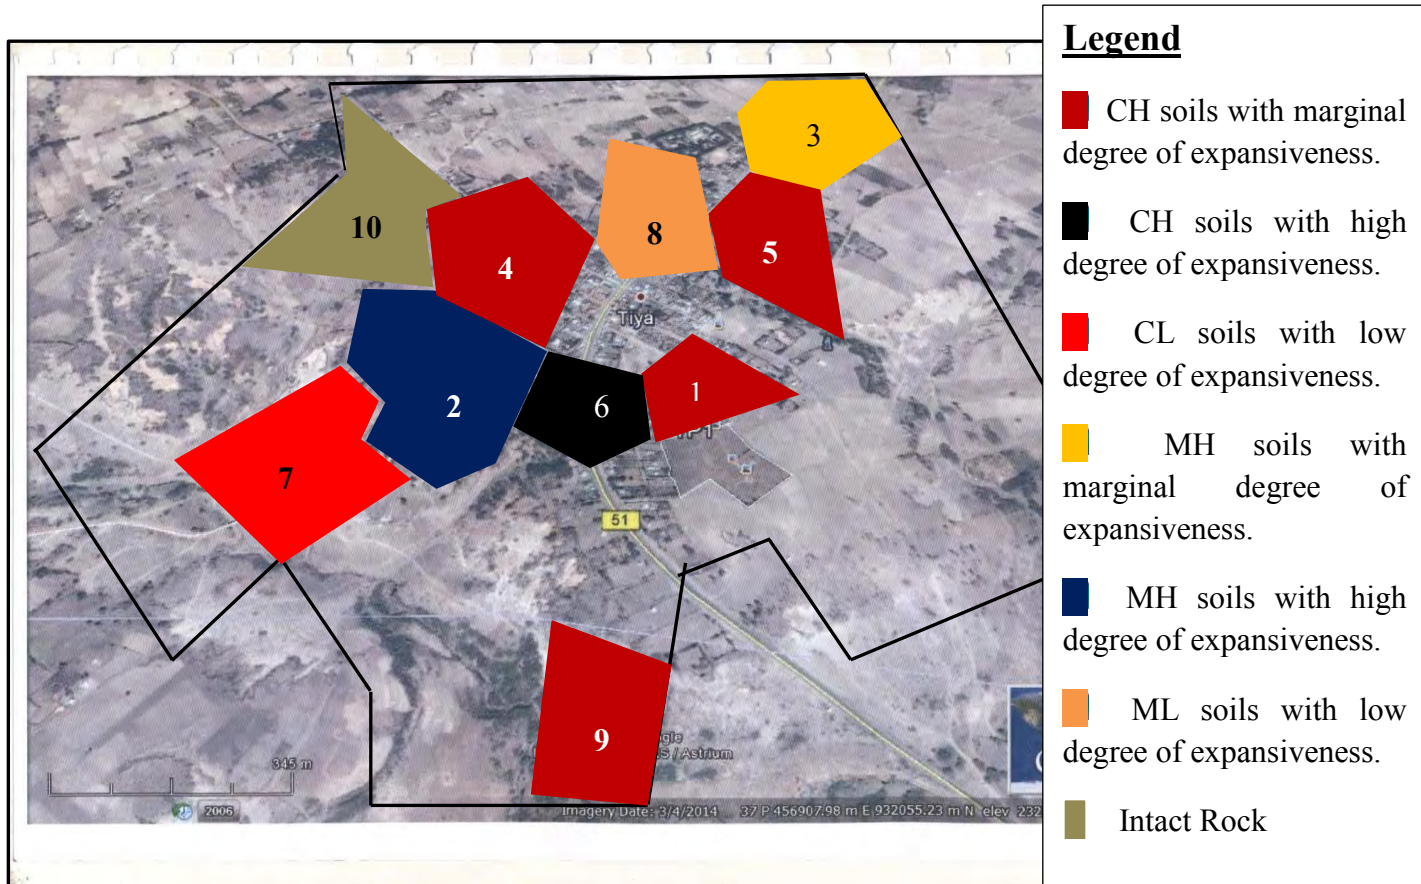 Legend
CH soils with marginal
degree of expansiveness.
CH soils with high
degree of expansiveness.
CL soils with low
degree of expansiveness.
MH soils with
marginal degree of
expansiveness.
MH soils with high
degree of expansiveness.
ML soils with low
degree of expansiveness.
Intact Rock
3
10
8
4
5
Tiya
2
6
1
7
51
9
345 m
/ Astrium
2006
Imagery Date: 3/4/2014 37 P 456907.98 m E 932055.23 m N elev 232